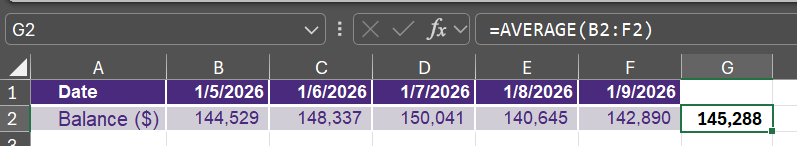 G2 fx =AVERAGE(B2:F2)
A B C D E F G
1 Date 1/5/2026 1/6/2026 1/7/2026 1/8/2026 1/9/2026
2 Balance ($) 144,529 148,337 150,041 140,645 142,890 145,288